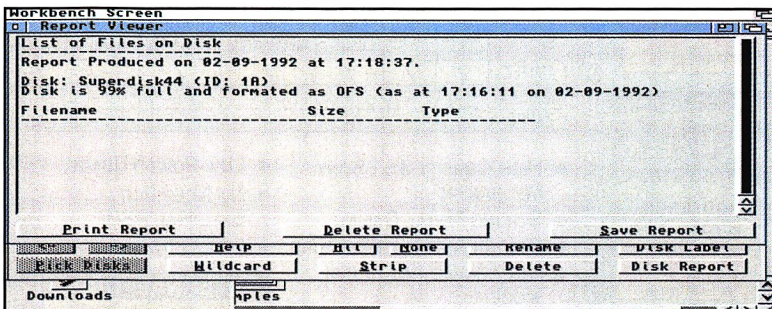 Workbench Screen
Report Viewer
List of Files on Disk
Report Produced on 02-09-1992 at 17:18:37.
Disk: Superdisk44 (ID: 1A)
Disk is 99% full and formated as OFS (as at 17:16:11 on 02-09-1992)
Filename Size Type
Print Report Delete Report Save Report
Help All None Rename Disk Label
Pick Disks Wildcard Strip Delete Disk Report
Downloads mples